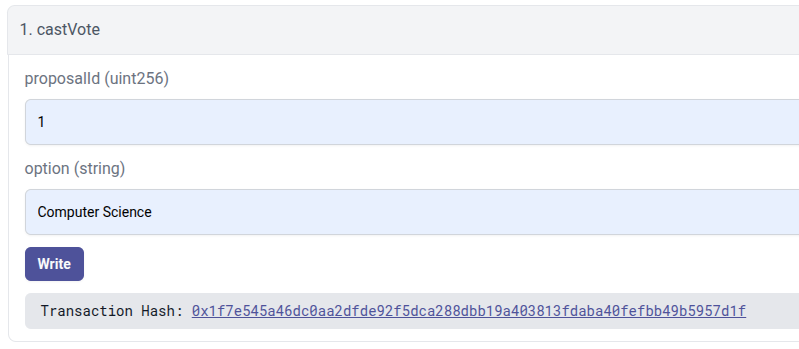 1. castVote
proposalId (uint256)
1
option (string)
Computer Science
Write
Transaction Hash: 0x1f7e545a46dc0aa2dfde92f5dca288dbb19a403813fdaba40fefbb49b5957d1f